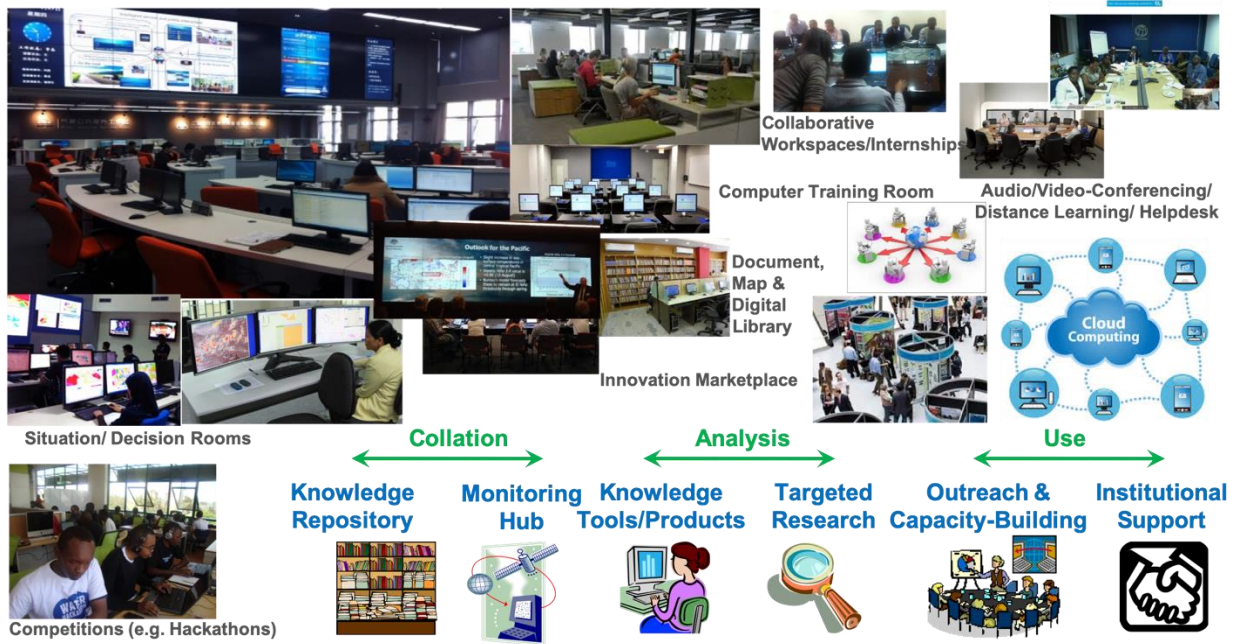 Collaborative
Workspaces/Internships
Computer Training Room
Audio/Video-Conferencing/
Distance Learning/ Helpdesk
Outlook for the Pacific
Document,
Map &
Digital
Library
Cloud
Computing
Innovation Marketplace
Situation/ Decision Rooms
Collation
Analysis
Use
Knowledge
Repository
Monitoring
Hub
Knowledge
Tools/Products
Targeted
Research
Outreach &
Capacity-Building
Institutional
Support
WATER
Competitions (e.g. Hackathons)